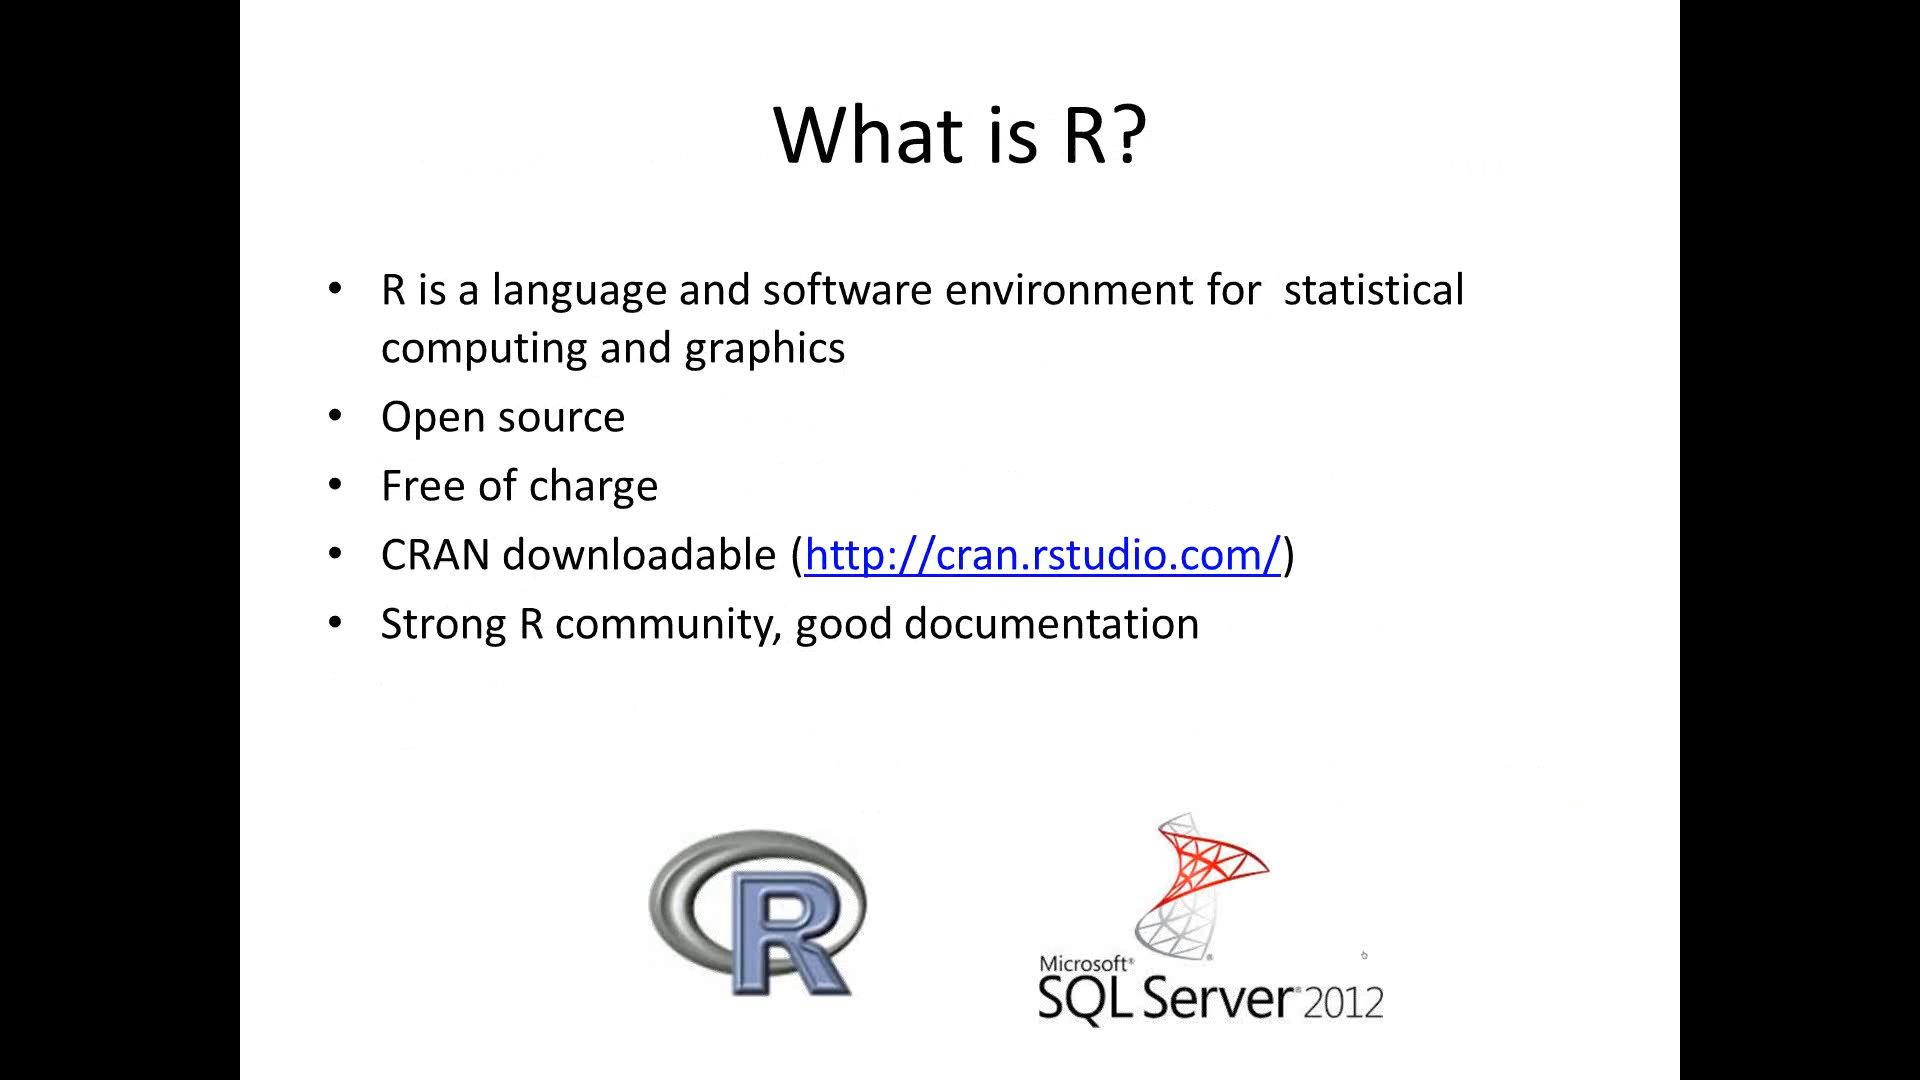 What is R?
• R is a language and software environment for  statistical
computing and graphics
• Open source
• Free of charge
• CRAN downloadable (http://cran.rstudio.com/)
• Strong R community, good documentation
R
Microsoft®
SQL Server® 2012